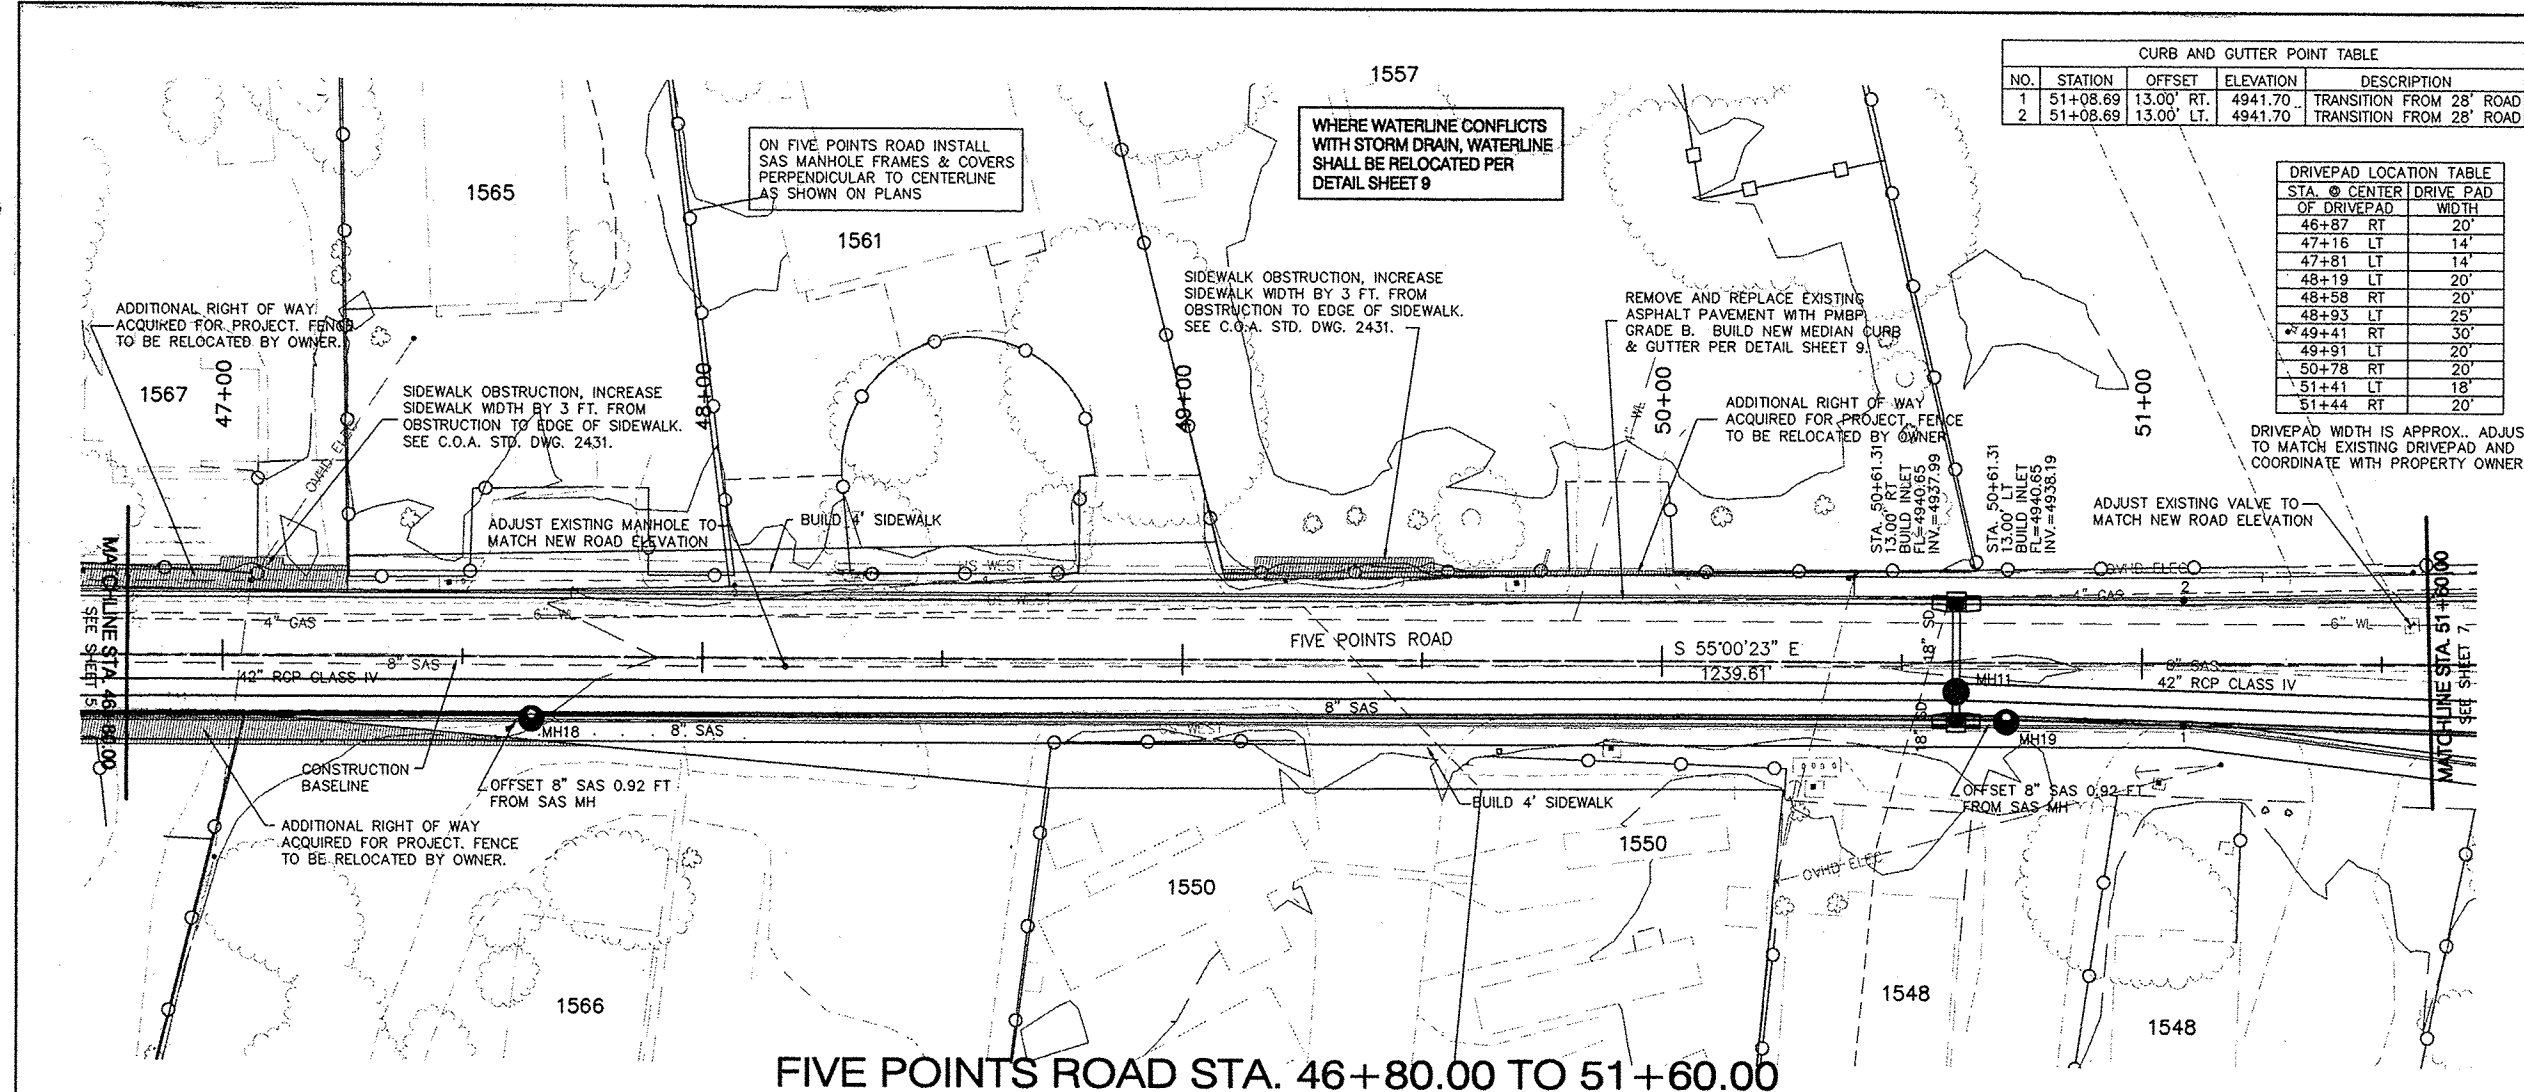 1557
CURB AND GUTTER POINT TABLE
NO. STATION OFFSET ELEVATION DESCRIPTION
1 51+08.69 13.00' RT. 4941.70 TRANSITION FROM 28' ROAD
2 51+08.69 13.00' LT. 4941.70 TRANSITION FROM 28' ROAD
ON FIVE POINTS ROAD INSTALL
SAS MANHOLE FRAMES & COVERS
PERPENDICULAR TO CENTERLINE
AS SHOWN ON PLANS
WHERE WATERLINE CONFLICTS
WITH STORM DRAIN, WATERLINE
SHALL BE RELOCATED PER
DETAIL SHEET 9
DRIVEPAD LOCATION TABLE
STA. @ CENTER DRIVE PAD
OF DRIVEPAD WIDTH
46+87 RT 20'
47+16 LT 14'
47+81 LT 14'
48+19 LT 20'
48+58 RT 20'
48+93 LT 25'
49+41 RT 30'
49+91 LT 20'
50+78 RT 20'
51+41 LT 18'
51+44 RT 20'
DRIVEPAD WIDTH IS APPROX.. ADJUS
TO MATCH EXISTING DRIVEPAD AND
COORDINATE WITH PROPERTY OWNER
1565
1561
ADDITIONAL RIGHT OF WAY
ACQUIRED FOR PROJECT. FENCE
TO BE RELOCATED BY OWNER.
SIDEWALK OBSTRUCTION, INCREASE
SIDEWALK WIDTH BY 3 FT. FROM
OBSTRUCTION TO EDGE OF SIDEWALK.
SEE C.O.A. STD. DWG. 2431.
REMOVE AND REPLACE EXISTING
ASPHALT PAVEMENT WITH PMBP
GRADE B. BUILD NEW MEDIAN CURB
& GUTTER PER DETAIL SHEET 9.
1567
47+00
SIDEWALK OBSTRUCTION, INCREASE
SIDEWALK WIDTH BY 3 FT. FROM
OBSTRUCTION TO EDGE OF SIDEWALK.
SEE C.O.A. STD. DWG. 2431.
48+00
49+00
WL
50+00
ADDITIONAL RIGHT OF WAY
ACQUIRED FOR PROJECT. FENCE
TO BE RELOCATED BY OWNER
51+00
OVHD ELEC
STA. 50+61.31
13.00' RT
BUILD INLET
FL=4940.65
INV.=4937.99
STA. 50+61.31
13.00' LT
BUILD INLET
FL=4940.65
INV.=4938.19
ADJUST EXISTING VALVE TO
MATCH NEW ROAD ELEVATION
ADJUST EXISTING MANHOLE TO
MATCH NEW ROAD ELEVATION
BUILD 4' SIDEWALK
US WEST
OVHD ELEC
2
4" GAS
MATCHLINE STA. 46+80.00
SEE SHEET 5
4" GAS
6" WL
FIVE POINTS ROAD
S 55°00'23" E
1239.61'
18" SD
6" WL
MATCHLINE STA. 51+60.00
SEE SHEET 7
8" SAS
42" RCP CLASS IV
MH11
8" SAS
42" RCP CLASS IV
8" SAS
MH18
8" SAS
US WEST
18" SD
MH19
1
CONSTRUCTION
BASELINE
OFFSET 8" SAS 0.92 FT
FROM SAS MH
BUILD 4' SIDEWALK
OFFSET 8" SAS 0.92 FT
FROM SAS MH
ADDITIONAL RIGHT OF WAY
ACQUIRED FOR PROJECT. FENCE
TO BE RELOCATED BY OWNER.
1550
1550
OVHD ELEC
1566
1548
1548
FIVE POINTS ROAD STA. 46+80.00 TO 51+60.00